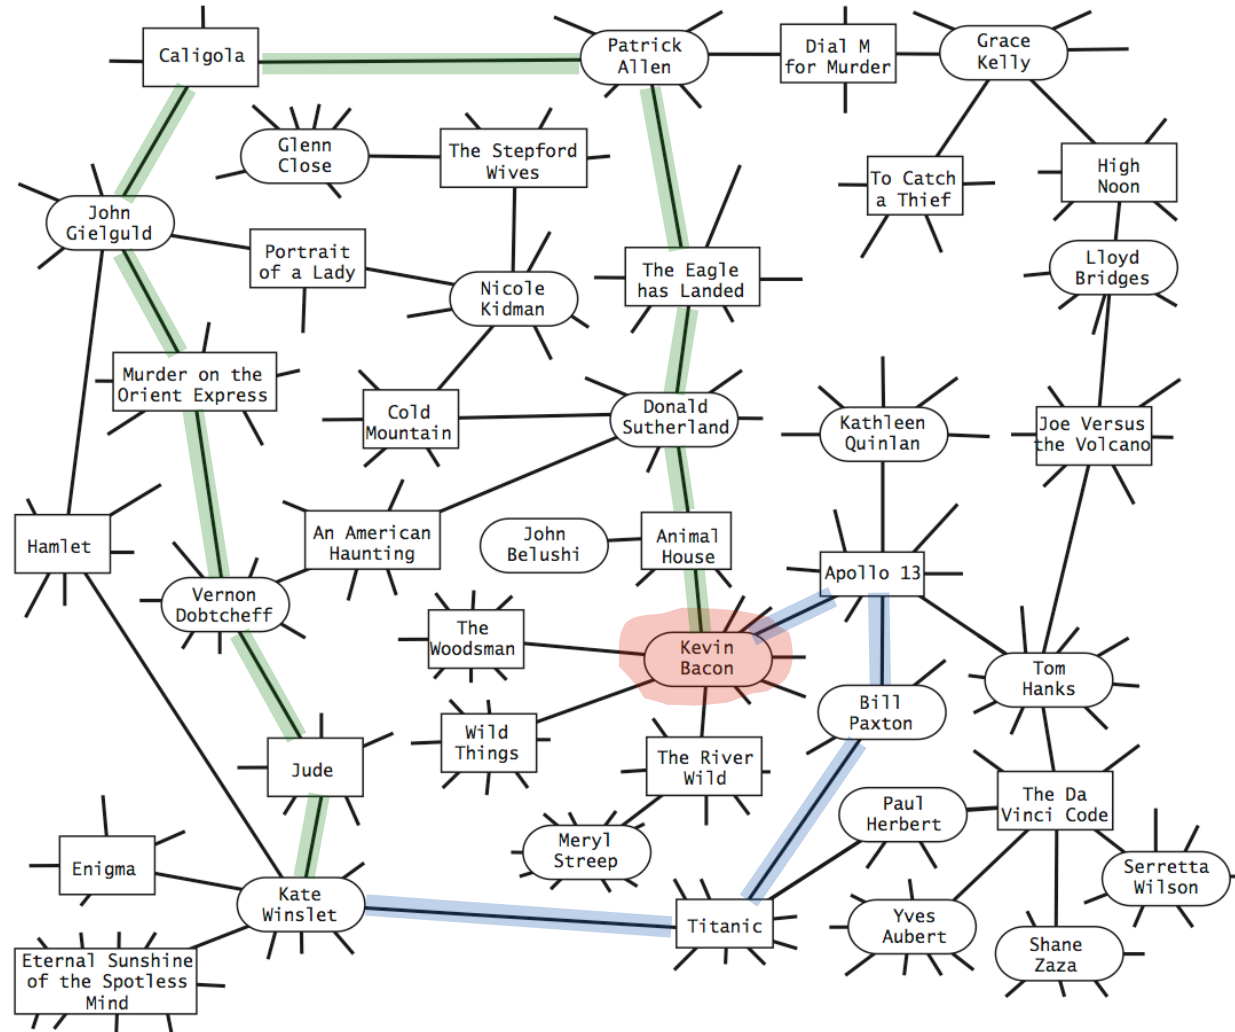 Caligola
Patrick
Allen
Dial M
for Murder
Grace
Kelly
Glenn
Close
The Stepford
Wives
To Catch
a Thief
High
Noon
John
Gielguld
Portrait
of a Lady
Nicole
Kidman
The Eagle
has Landed
Lloyd
Bridges
Murder on the
Orient Express
Cold
Mountain
Donald
Sutherland
Kathleen
Quinlan
Joe Versus
the Volcano
Hamlet
An American
Haunting
John
Belushi
Animal
House
Apollo 13
Vernon
Dobtcheff
The
Woodsman
Kevin
Bacon
Tom
Hanks
Bill
Paxton
Wild
Things
Jude
The River
Wild
The Da
Vinci Code
Paul
Herbert
Meryl
Streep
Enigma
Serretta
Wilson
Kate
Winslet
Titanic
Yves
Aubert
Shane
Zaza
Eternal Sunshine
of the Spotless
Mind